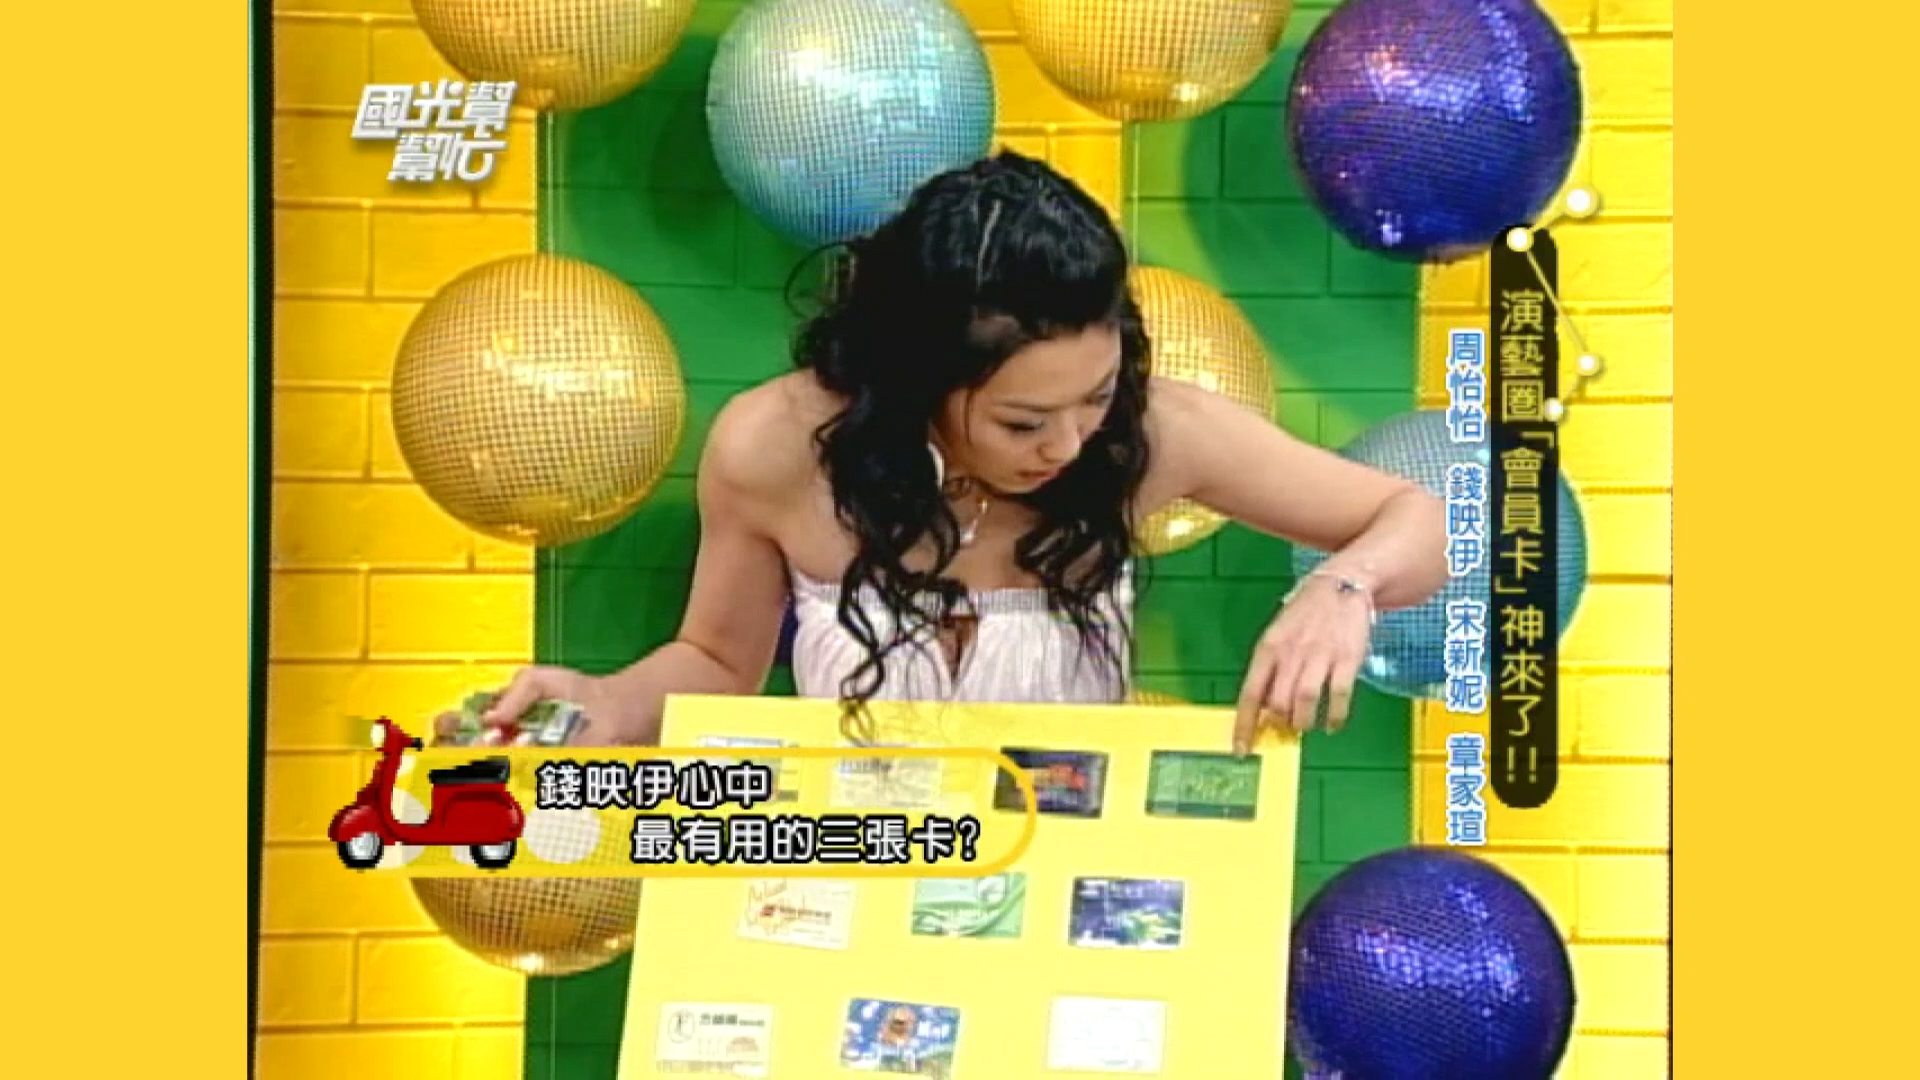 國光幫
幫忙
演藝圈「會員卡」神來了!!
周怡怡 錢映伊 宋新妮 章家瑄
錢映伊心中
最有用的三張卡?